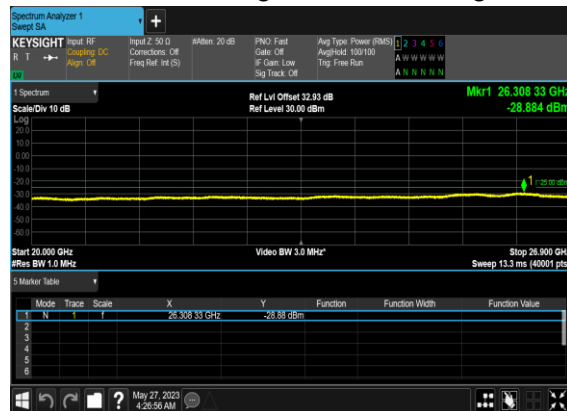 Spectrum Analyzer 1
Swept SA
KEYSIGHT Input: RF Input Z: 50 Ω #Atten: 20 dB PNO: Fast Avg Type: Power (RMS) 1 2 3 4 5 6
R T Coupling: DC Corrections: Off Gate: Off Avg|Hold: 100/100 A W W W W W
Align: Off Freq Ref: Int (S) IF Gain: Low Trig: Free Run
Sig Track: Off A N N N N N
LXI
1 Spectrum Ref Lvl Offset 32.93 dB Mkr1 26.308 33 GHz
Scale/Div 10 dB Ref Level 30.00 dBm -28.884 dBm
Log
20.0
10.0
0.00
-10.0
-20.0 1 -25.00 dBm
-30.0
-40.0
-50.0
-60.0
Start 20.000 GHz Video BW 3.0 MHz* Stop 26.900 GH
#Res BW 1.0 MHz Sweep 13.3 ms (40001 pts
5 Marker Table
Mode Trace Scale X Y Function Function Width Function Value
1 N 1 f 26.308 33 GHz -28.88 dBm
2
3
4
5
6
? May 27, 2023
4:26:56 AM